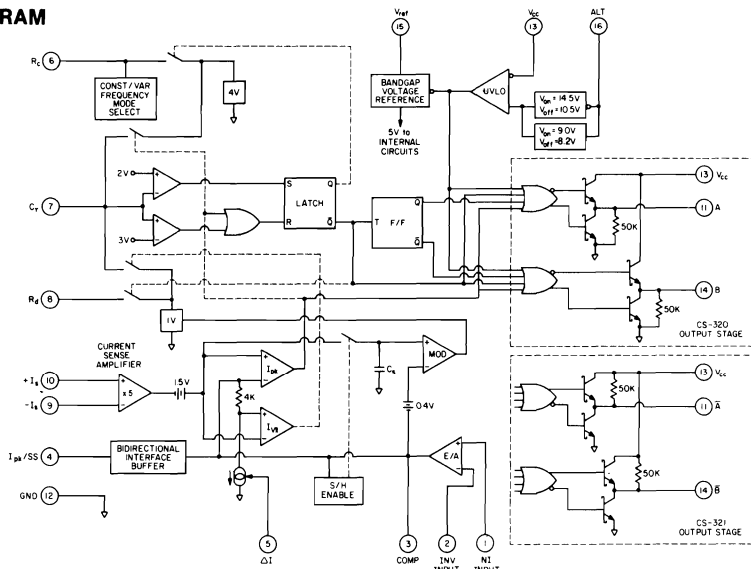 RAM
Vref
15
Vcc
13
ALT
16
Rc 6
CONST/VAR
FREQUENCY
MODE
SELECT
4V
BANDGAP
VOLTAGE
REFERENCE
UVLO
Von = 14.5V
Voff = 10.5V
Von = 9.0V
Voff = 8.2V
5V to
INTERNAL
CIRCUITS
2V
+
-
S Q
LATCH
R Q̄
CT 7
+
-
3V
T F/F
Q
Q̄
13 Vcc
11 A
50K
14 B
50K
CS-320
OUTPUT STAGE
Rd 8
1V
CURRENT
SENSE
AMPLIFIER
+Is 10
-Is 9
+
x 5
-
1.5V
+
Ipk
-
4K
+
-
Cs
+
MOD
-
0.4V
13 Vcc
50K
11 Ā
50K
14 B̄
CS-321
OUTPUT STAGE
Ipk/SS 4
BIDIRECTIONAL
INTERFACE
BUFFER
S/H
ENABLE
E/A
+
-
GND 12
5
ΔI
3
COMP
2
INV
INPUT
1
NI
INPUT